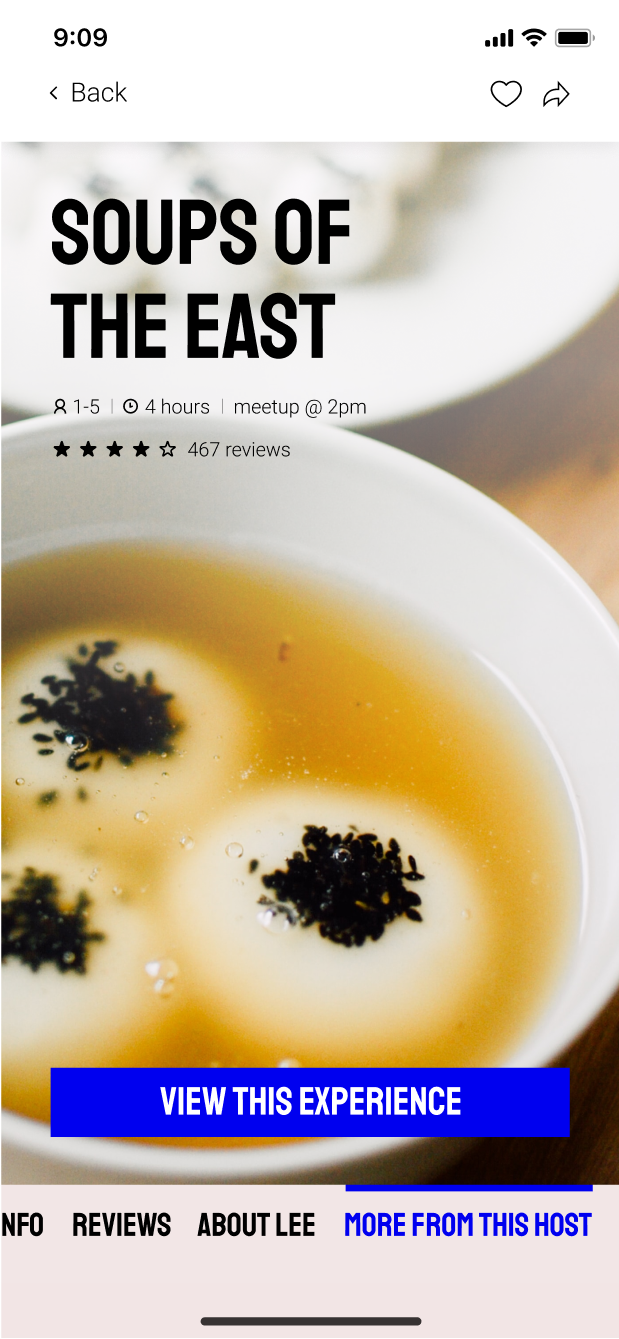 9:09
Back
SOUPS OF
THE EAST
1-5 | 4 hours | meetup @ 2pm
467 reviews
VIEW THIS EXPERIENCE
NFO REVIEWS ABOUT LEE MORE FROM THIS HOST